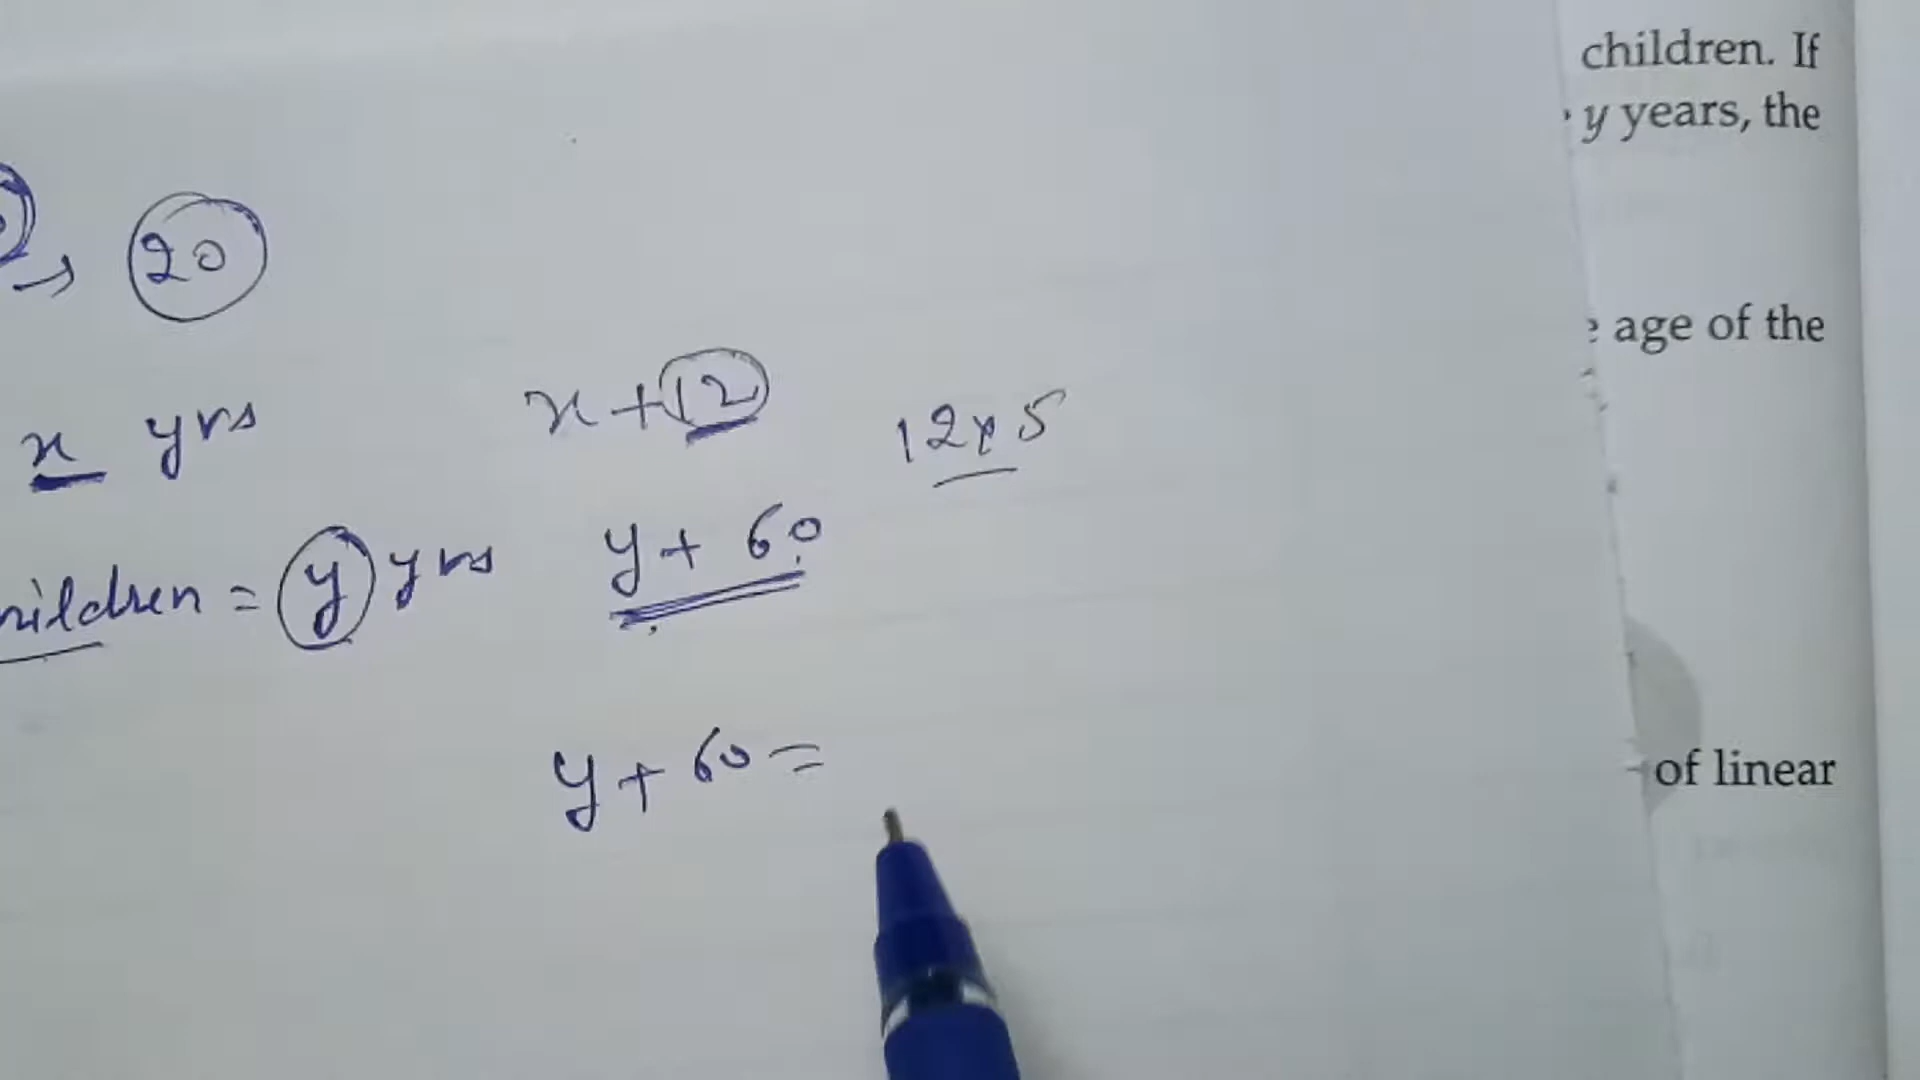 children. If
y years, the
→ 20
age of the
x yrs x + 12 12 x 5
children = y yrs y + 60
y + 60 =
of linear